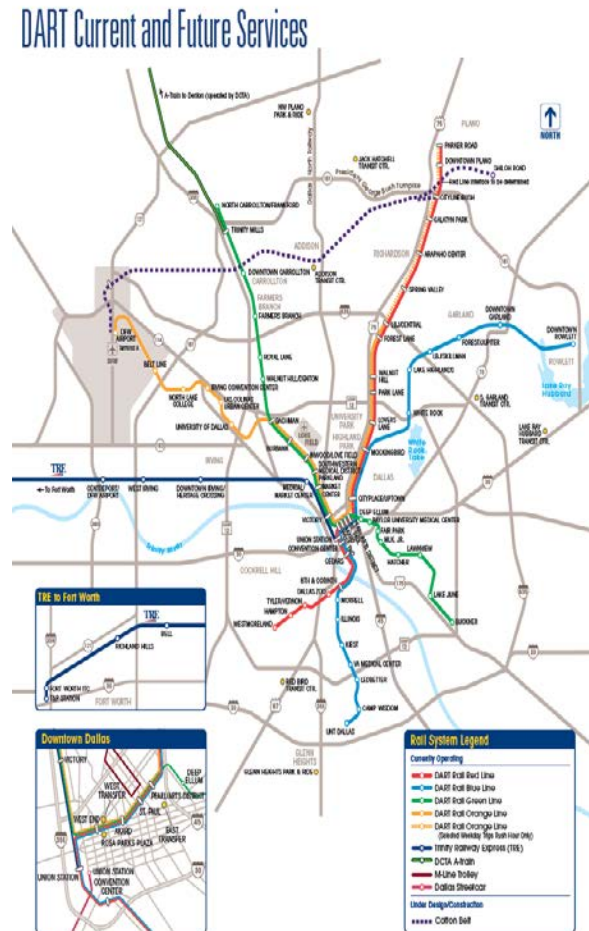 DART Current and Future Services
A-Train to Denton (operated by DCTA)
NW PLANO
PARK & RIDE
PLANO
NORTH
PARKER ROAD
DOWNTOWN PLANO
JACK HATCHELL
TRANSIT CTR.
SHILOH ROAD
President George Bush Turnpike
CITYLINE/BUSH
NORTH CARROLLTON/FRANKFORD
GALATYN PARK
TRINITY MILLS
ADDISON
RICHARDSON
ARAPAHO CENTER
ADDISON
TRANSIT CTR.
DOWNTOWN CARROLLTON
CARROLLTON
SPRING VALLEY
FARMERS
BRANCH
FARMERS BRANCH
GARLAND
DOWNTOWN
GARLAND
LBJ/CENTRAL
FOREST LANE
FOREST/JUPITER
DOWNTOWN
ROWLETT
ROWLETT
DFW
AIRPORT
BELT LINE
ROYAL LANE
LBJ/SKILLMAN
LAKE HIGHLANDS
WALNUT HILL/DENTON
WALNUT
HILL
PARK LANE
IRVING CONVENTION CENTER
LAS COLINAS
URBAN CENTER
NORTH LAKE
COLLEGE
Lake Ray
Hubbard
S. GARLAND
TRANSIT CTR.
UNIVERSITY OF DALLAS
BACHMAN
LOVE
FIELD
UNIVERSITY
PARK
HIGHLAND
PARK
LOVERS
LANE
WHITE ROCK
LAKE RAY
HUBBARD
TRANSIT CTR.
White
Rock
Lake
MOCKINGBIRD
BURBANK
INWOOD/LOVE FIELD
SOUTHWESTERN
MEDICAL DISTRICT/
PARKLAND
MARKET
CENTER
IRVING
DALLAS
TRE
To Fort Worth
CENTREPORT/
DFW AIRPORT
WEST IRVING
DOWNTOWN IRVING/
HERITAGE CROSSING
MEDICAL/
MARKET CENTER
CITYPLACE/UPTOWN
DEEP ELLUM
BAYLOR UNIVERSITY MEDICAL CENTER
FAIR PARK
MLK, JR.
VICTORY
UNION STATION
CONVENTION CENTER
CEDARS
HATCHER
LAWNVIEW
Trinity River
COCKRELL HILL
8TH & CORINTH
DALLAS ZOO
TYLER/VERNON
HAMPTON
WESTMORELAND
LAKE JUNE
BUCKNER
MORRELL
ILLINOIS
KIEST
VA MEDICAL CENTER
LEDBETTER
CAMP WISDOM
UNT DALLAS
RED BIRD
TRANSIT CTR.
GLENN
HEIGHTS
GLENN HEIGHTS PARK & RIDE
TRE to Fort Worth
TRE
BELL
RICHLAND HILLS
FORT WORTH ITC
T&P STATION
FORT WORTH
Downtown Dallas
VICTORY
DEEP
ELLUM
WEST
TRANSFER
PEARL/ARTS DISTRICT
ST. PAUL
WEST END
AKARD
EAST
TRANSFER
ROSA PARKS PLAZA
UNION STATION
UNION STATION
CONVENTION
CENTER
Rail System Legend
Currently Operating
DART Rail Red Line
DART Rail Blue Line
DART Rail Green Line
DART Rail Orange Line
DART Rail Orange Line
(Selected Weekday Trips Rush Hour Only)
Trinity Railway Express (TRE)
DCTA A-train
M-Line Trolley
Dallas Streetcar
Under Design/Construction
Cotton Belt